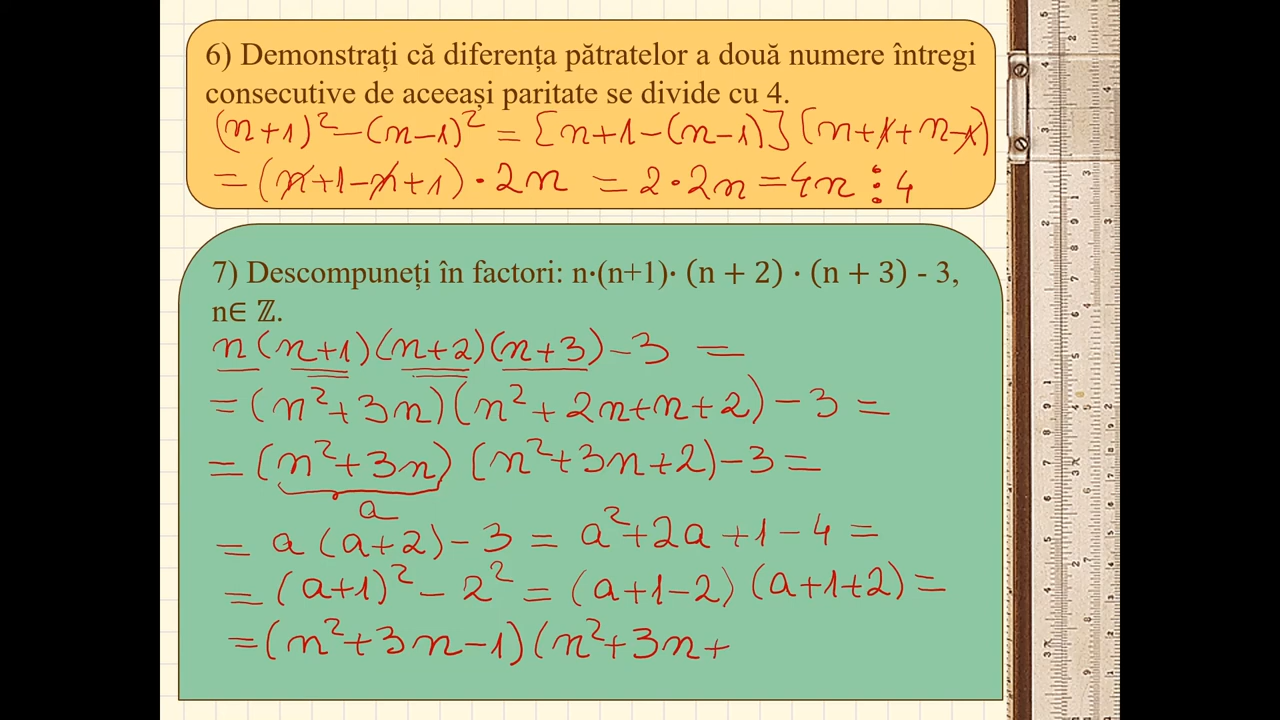 6) Demonstrați că diferența pătratelor a două numere întregi
consecutive de aceeași paritate se divide cu 4.
(n+1)² − (n−1)² = [n+1−(n−1)] (n+1+n−1)
= (n+1−n+1) · 2n = 2·2n = 4n ⋮ 4
7) Descompuneți în factori: n·(n+1)· (n + 2) · (n + 3) - 3,
n∈ ℤ.
n(n+1)(n+2)(n+3)−3 =
= (n²+3n)(n²+2n+n+2)−3 =
= (n²+3n) (n²+3n+2)−3 =
a
= a(a+2)−3 = a²+2a+1−4 =
= (a+1)² − 2² = (a+1−2) (a+1+2) =
= (n²+3n−1)(n²+3n+